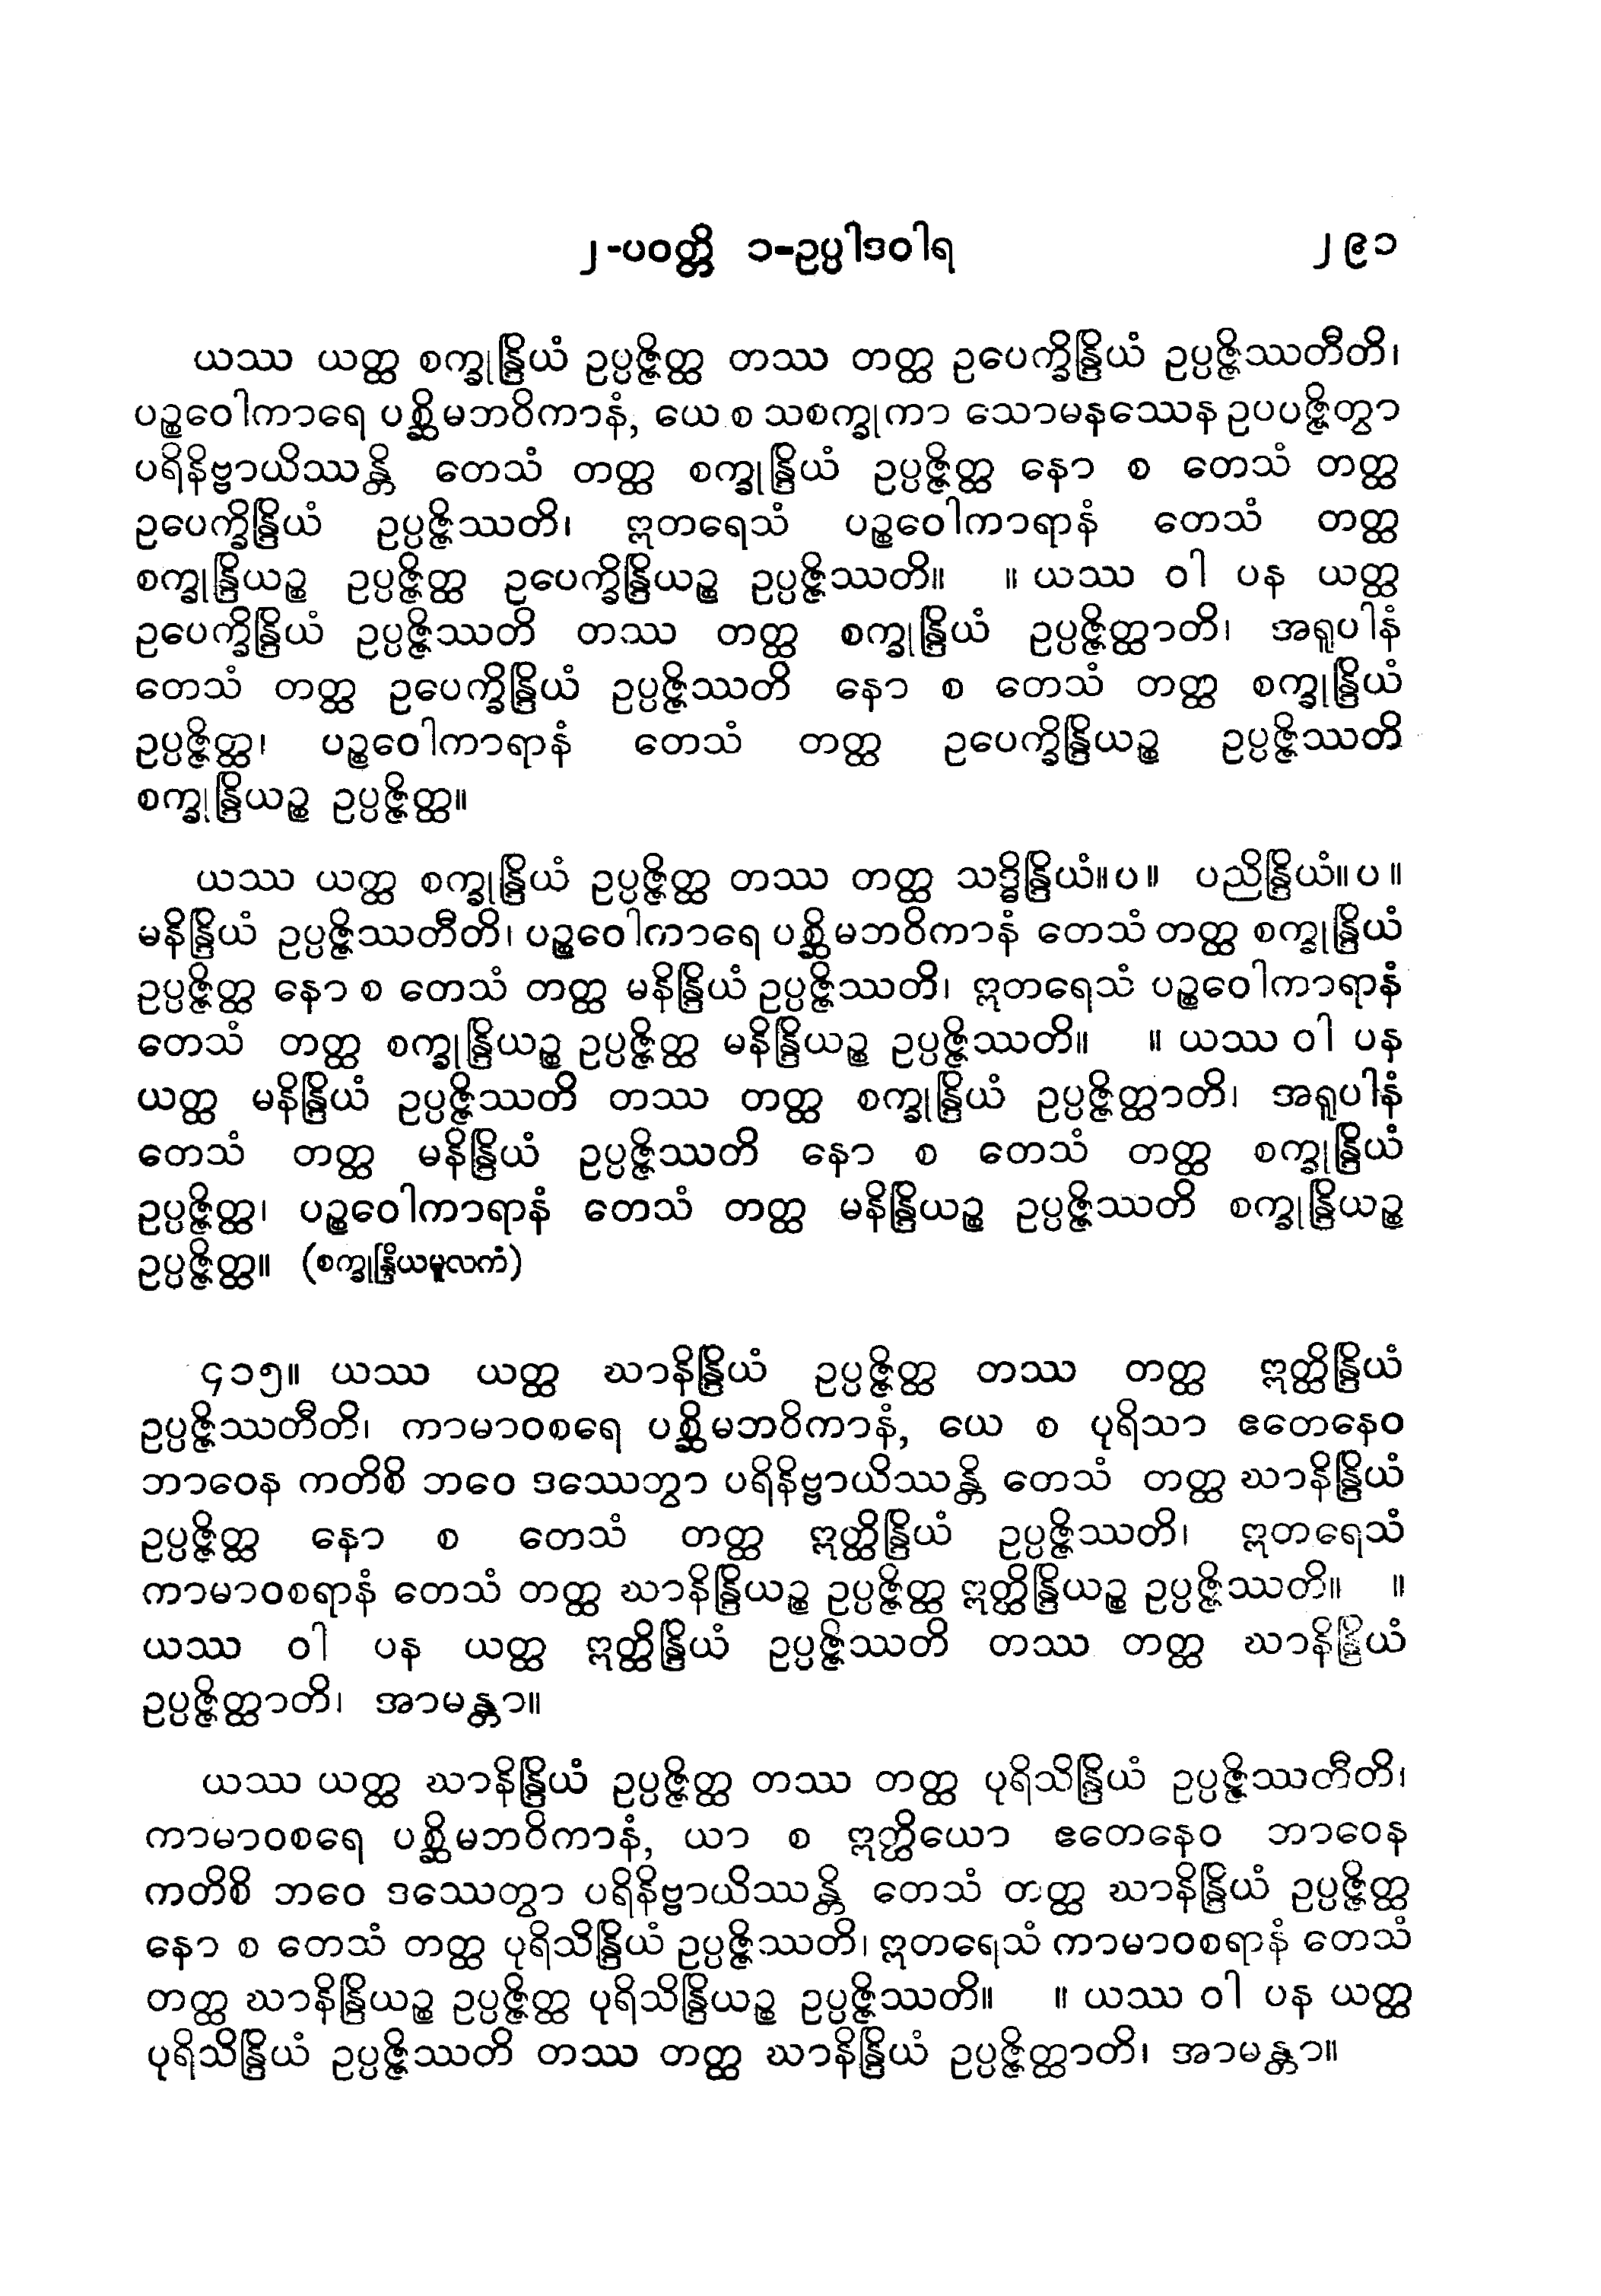 ၂-ပဝတ္တိ ၁-ဥပ္ပါဒဝါရ ၂၉၁
ယဿ ယတ္ထ စက္ခုန္ဒြိယံ ဥပ္ပဇ္ဇိတ္ထ တဿ တတ္ထ ဥပေက္ခိန္ဒြိယံ ဥပ္ပဇ္ဇိဿတီတိ၊
ပဉ္စဝေါကာရေ ပစ္ဆိမဘဝိကာနံ, ယေ စ သစက္ခုကာ သောမနဿေန ဥပပဇ္ဇိတွာ
ပရိနိဗ္ဗာယိဿန္တိ တေသံ တတ္ထ စက္ခုန္ဒြိယံ ဥပ္ပဇ္ဇိတ္ထ နော စ တေသံ တတ္ထ
ဥပေက္ခိန္ဒြိယံ ဥပ္ပဇ္ဇိဿတိ၊ ဣတရေသံ ပဉ္စဝေါကာရာနံ တေသံ တတ္ထ
စက္ခုန္ဒြိယဉ္စ ဥပ္ပဇ္ဇိတ္ထ ဥပေက္ခိန္ဒြိယဉ္စ ဥပ္ပဇ္ဇိဿတိ။ ။ ယဿ ဝါ ပန ယတ္ထ
ဥပေက္ခိန္ဒြိယံ ဥပ္ပဇ္ဇိဿတိ တဿ တတ္ထ စက္ခုန္ဒြိယံ ဥပ္ပဇ္ဇိတ္ထာတိ၊ အရူပါနံ
တေသံ တတ္ထ ဥပေက္ခိန္ဒြိယံ ဥပ္ပဇ္ဇိဿတိ နော စ တေသံ တတ္ထ စက္ခုန္ဒြိယံ
ဥပ္ပဇ္ဇိတ္ထ၊ ပဉ္စဝေါကာရာနံ တေသံ တတ္ထ ဥပေက္ခိန္ဒြိယဉ္စ ဥပ္ပဇ္ဇိဿတိ
စက္ခုန္ဒြိယဉ္စ ဥပ္ပဇ္ဇိတ္ထ။
ယဿ ယတ္ထ စက္ခုန္ဒြိယံ ဥပ္ပဇ္ဇိတ္ထ တဿ တတ္ထ သဒ္ဓိန္ဒြိယံ။ပ။ ပညိန္ဒြိယံ။ပ။
မနိန္ဒြိယံ ဥပ္ပဇ္ဇိဿတီတိ၊ ပဉ္စဝေါကာရေ ပစ္ဆိမဘဝိကာနံ တေသံ တတ္ထ စက္ခုန္ဒြိယံ
ဥပ္ပဇ္ဇိတ္ထ နော စ တေသံ တတ္ထ မနိန္ဒြိယံ ဥပ္ပဇ္ဇိဿတိ၊ ဣတရေသံ ပဉ္စဝေါကာရာနံ
တေသံ တတ္ထ စက္ခုန္ဒြိယဉ္စ ဥပ္ပဇ္ဇိတ္ထ မနိန္ဒြိယဉ္စ ဥပ္ပဇ္ဇိဿတိ။ ။ ယဿ ဝါ ပန
ယတ္ထ မနိန္ဒြိယံ ဥပ္ပဇ္ဇိဿတိ တဿ တတ္ထ စက္ခုန္ဒြိယံ ဥပ္ပဇ္ဇိတ္ထာတိ၊ အရူပါနံ
တေသံ တတ္ထ မနိန္ဒြိယံ ဥပ္ပဇ္ဇိဿတိ နော စ တေသံ တတ္ထ စက္ခုန္ဒြိယံ
ဥပ္ပဇ္ဇိတ္ထ၊ ပဉ္စဝေါကာရာနံ တေသံ တတ္ထ မနိန္ဒြိယဉ္စ ဥပ္ပဇ္ဇိဿတိ စက္ခုန္ဒြိယဉ္စ
ဥပ္ပဇ္ဇိတ္ထ။ (စက္ခုန္ဒြိယမူလကံ)
၄၁၅။ ယဿ ယတ္ထ ဃာနိန္ဒြိယံ ဥပ္ပဇ္ဇိတ္ထ တဿ တတ္ထ ဣတ္ထိန္ဒြိယံ
ဥပ္ပဇ္ဇိဿတီတိ၊ ကာမာဝစရေ ပစ္ဆိမဘဝိကာနံ, ယေ စ ပုရိသာ ဧတေနေဝ
ဘာဝေန ကတိစိ ဘဝေ ဒဿေတွာ ပရိနိဗ္ဗာယိဿန္တိ တေသံ တတ္ထ ဃာနိန္ဒြိယံ
ဥပ္ပဇ္ဇိတ္ထ နော စ တေသံ တတ္ထ ဣတ္ထိန္ဒြိယံ ဥပ္ပဇ္ဇိဿတိ၊ ဣတရေသံ
ကာမာဝစရာနံ တေသံ တတ္ထ ဃာနိန္ဒြိယဉ္စ ဥပ္ပဇ္ဇိတ္ထ ဣတ္ထိန္ဒြိယဉ္စ ဥပ္ပဇ္ဇိဿတိ။ ။
ယဿ ဝါ ပန ယတ္ထ ဣတ္ထိန္ဒြိယံ ဥပ္ပဇ္ဇိဿတိ တဿ တတ္ထ ဃာနိန္ဒြိယံ
ဥပ္ပဇ္ဇိတ္ထာတိ၊ အာမန္တာ။
ယဿ ယတ္ထ ဃာနိန္ဒြိယံ ဥပ္ပဇ္ဇိတ္ထ တဿ တတ္ထ ပုရိသိန္ဒြိယံ ဥပ္ပဇ္ဇိဿတီတိ၊
ကာမာဝစရေ ပစ္ဆိမဘဝိကာနံ, ယာ စ ဣတ္ထိယော ဧတေနေဝ ဘာဝေန
ကတိစိ ဘဝေ ဒဿေတွာ ပရိနိဗ္ဗာယိဿန္တိ တေသံ တတ္ထ ဃာနိန္ဒြိယံ ဥပ္ပဇ္ဇိတ္ထ
နော စ တေသံ တတ္ထ ပုရိသိန္ဒြိယံ ဥပ္ပဇ္ဇိဿတိ၊ ဣတရေသံ ကာမာဝစရာနံ တေသံ
တတ္ထ ဃာနိန္ဒြိယဉ္စ ဥပ္ပဇ္ဇိတ္ထ ပုရိသိန္ဒြိယဉ္စ ဥပ္ပဇ္ဇိဿတိ။ ။ ယဿ ဝါ ပန ယတ္ထ
ပုရိသိန္ဒြိယံ ဥပ္ပဇ္ဇိဿတိ တဿ တတ္ထ ဃာနိန္ဒြိယံ ဥပ္ပဇ္ဇိတ္ထာတိ၊ အာမန္တာ။